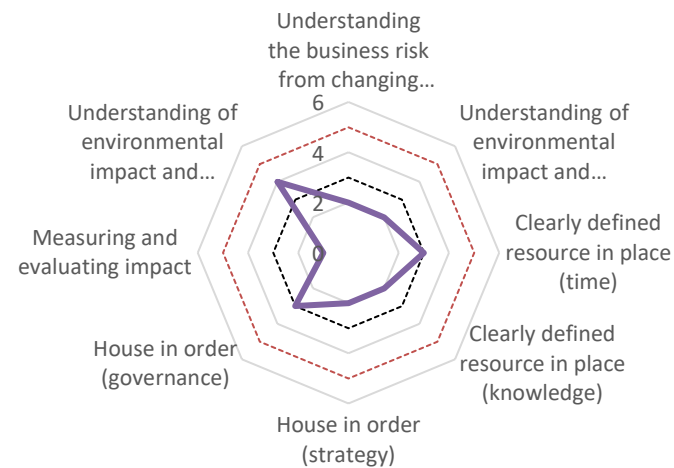 Understanding
the business risk
from changing...
Understanding of
environmental
impact and...
Clearly defined
resource in place
(time)
Clearly defined
resource in place
(knowledge)
House in order
(strategy)
House in order
(governance)
Measuring and
evaluating impact
Understanding of
environmental
impact and...
6
4
2
0